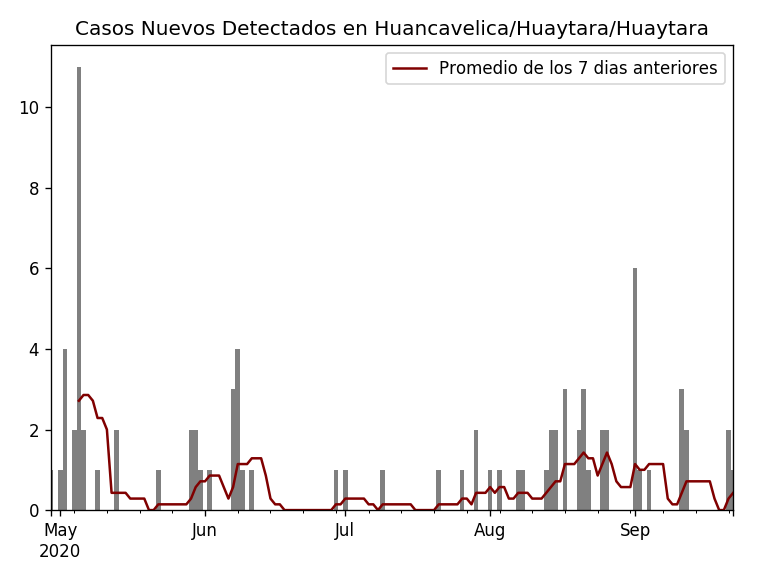 Casos Nuevos Detectados en Huancavelica/Huaytara/Huaytara
Promedio de los 7 dias anteriores
10
8
6
4
2
0
May Jun Jul Aug Sep
2020